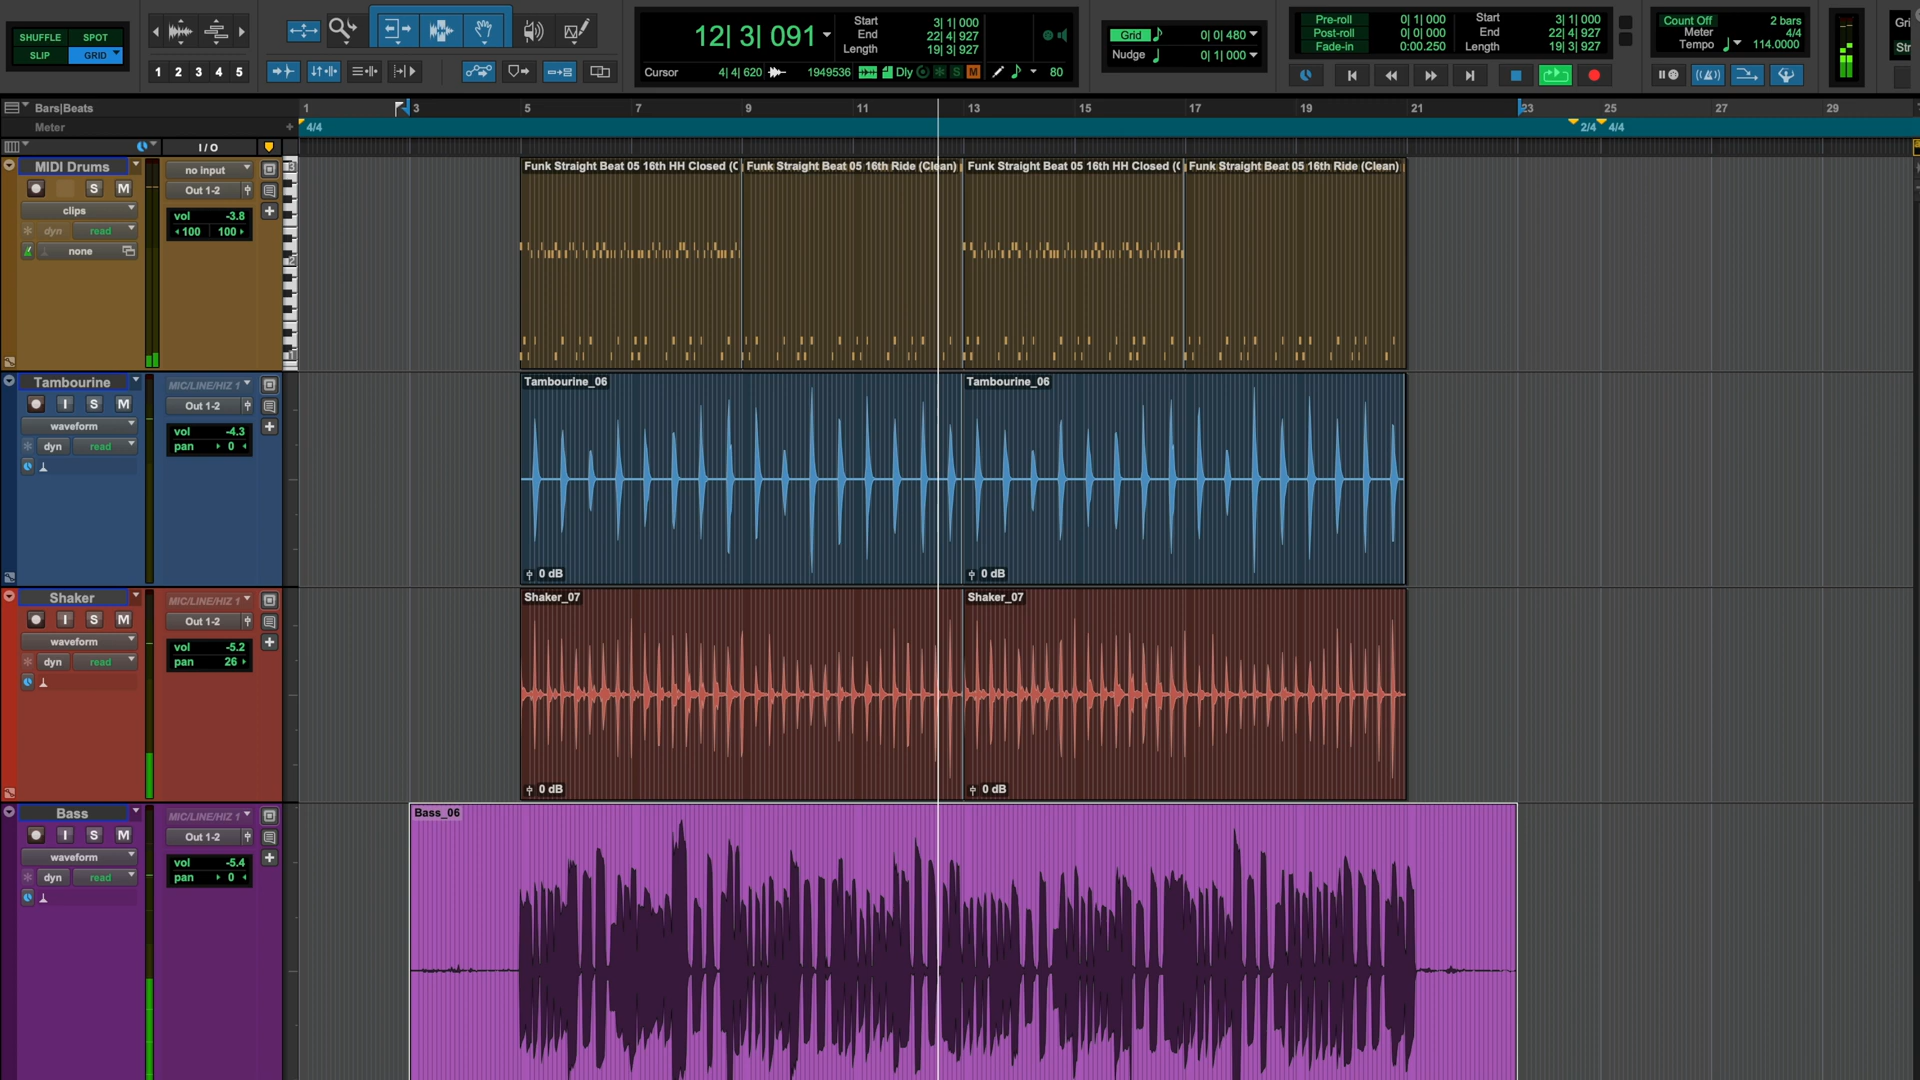 SHUFFLE SPOT
SLIP GRID
1 2 3 4 5
12| 3| 091
Start 3| 1| 000
End 22| 4| 927
Length 19| 3| 927
Cursor 4| 4| 620 1949536 Dly S M 80
Grid 0| 0| 480
Nudge 0| 1| 000
Pre-roll 0| 1| 000 Start 3| 1| 000
Post-roll 0| 0| 000 End 22| 4| 927
Fade-in 0:00.250 Length 19| 3| 927
Count Off 2 bars
Meter 4/4
Tempo 114.0000
Gri
Str
Bars|Beats 1 3 5 7 9 11 13 15 17 19 21 23 25 27 29
Meter 4/4 2/4 4/4
I / O
MIDI Drums
S M
clips
dyn read
none
no input
Out 1-2
vol -3.8
100 100
Funk Straight Beat 05 16th HH Closed (C
Funk Straight Beat 05 16th Ride (Clean)
Funk Straight Beat 05 16th HH Closed (C
Funk Straight Beat 05 16th Ride (Clean)
Tambourine
I S M
waveform
dyn read
MIC/LINE/HIZ 1
Out 1-2
vol -4.3
pan 0
Tambourine_06 Tambourine_06
0 dB 0 dB
Shaker
I S M
waveform
dyn read
MIC/LINE/HIZ 1
Out 1-2
vol -5.2
pan 26
Shaker_07 Shaker_07
0 dB 0 dB
Bass
I S M
waveform
dyn read
MIC/LINE/HIZ 1
Out 1-2
vol -5.4
pan 0
Bass_06